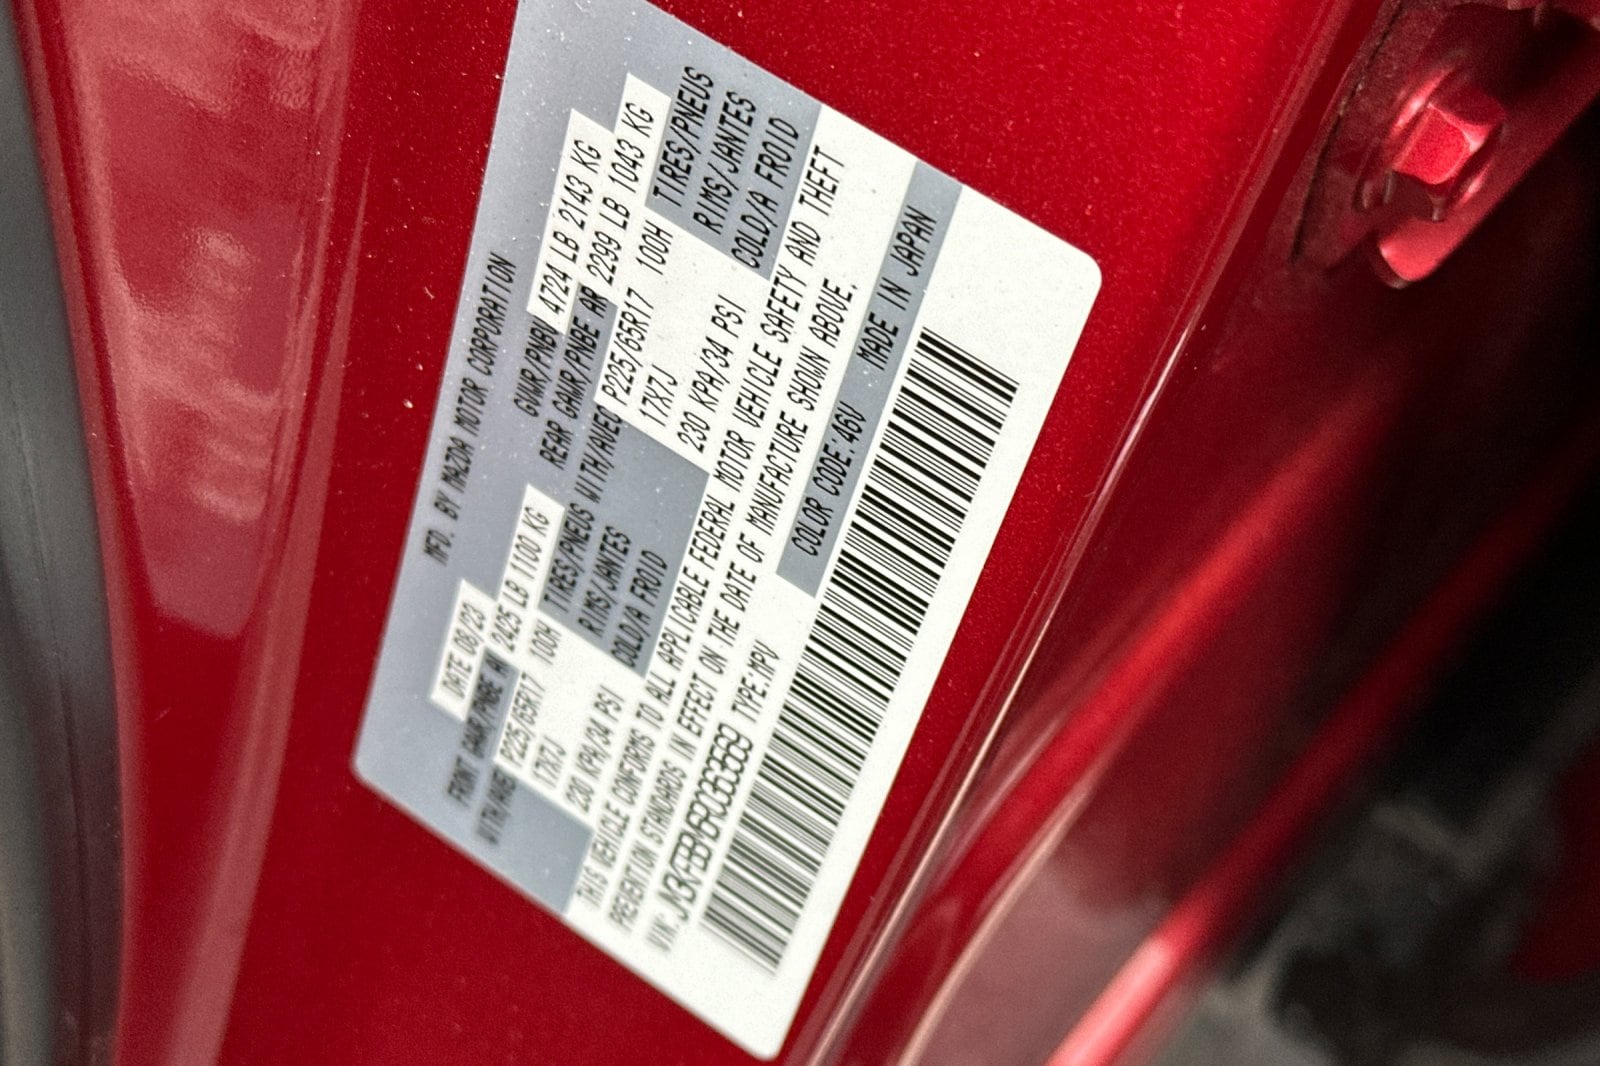 MFD. BY MAZDA MOTOR CORPORATION
DATE 08/23 GVWR/PNBV 4724 LB 2143 KG
FRONT GAWR/PNBE AV 2425 LB 1100 KG REAR GAWR/PNBE AR 2299 LB 1043 KG
WITH/AVEC P225/65R17 100H TIRES/PNEUS WITH/AVEC P225/65R17 100H TIRES/PNEUS
17X7J RIMS/JANTES 17X7J RIMS/JANTES
230 KPA/34 PSI COLD/A FROID 230 KPA/34 PSI COLD/A FROID
THIS VEHICLE CONFORMS TO ALL APPLICABLE FEDERAL MOTOR VEHICLE SAFETY AND THEFT
PREVENTION STANDARDS IN EFFECT ON THE DATE OF MANUFACTURE SHOWN ABOVE.
VIN: TYPE:MPV COLOR CODE:46V MADE IN JAPAN